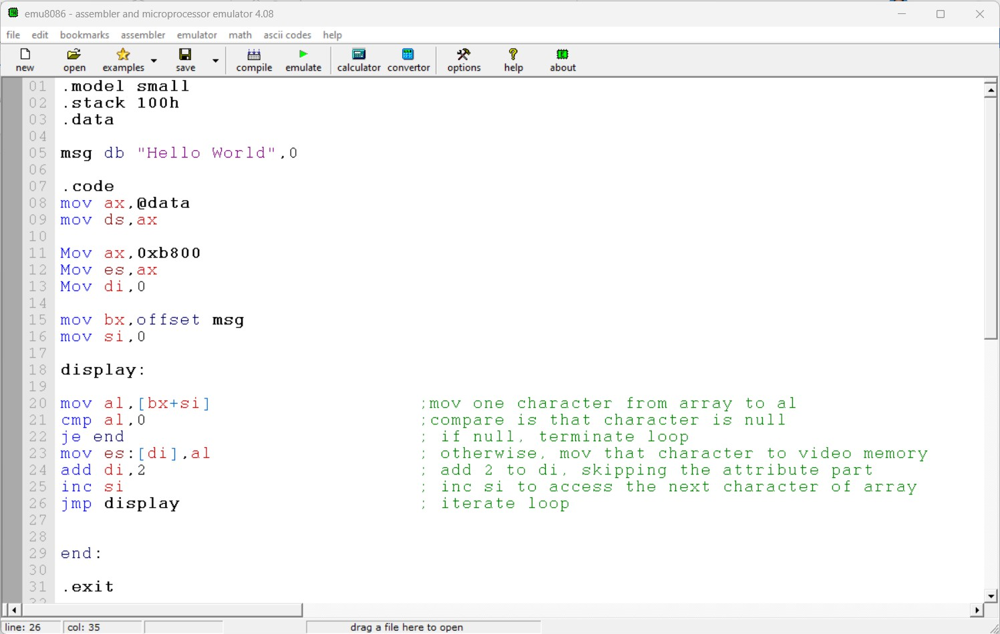 emu8086 - assembler and microprocessor emulator 4.08
file edit bookmarks assembler emulator math ascii codes help
new open examples save compile emulate calculator convertor options help about
01 .model small
02 .stack 100h
03 .data
04
05 msg db "Hello World",0
06
07 .code
08 mov ax,@data
09 mov ds,ax
10
11 Mov ax,0xb800
12 Mov es,ax
13 Mov di,0
14
15 mov bx,offset msg
16 mov si,0
17
18 display:
19
20 mov al,[bx+si] ;mov one character from array to al
21 cmp al,0 ;compare is that character is null
22 je end ; if null, terminate loop
23 mov es:[di],al ; otherwise, mov that character to video memory
24 add di,2 ; add 2 to di, skipping the attribute part
25 inc si ; inc si to access the next character of array
26 jmp display ; iterate loop
27
28
29 end:
30
31 .exit
line: 26 col: 35 drag a file here to open